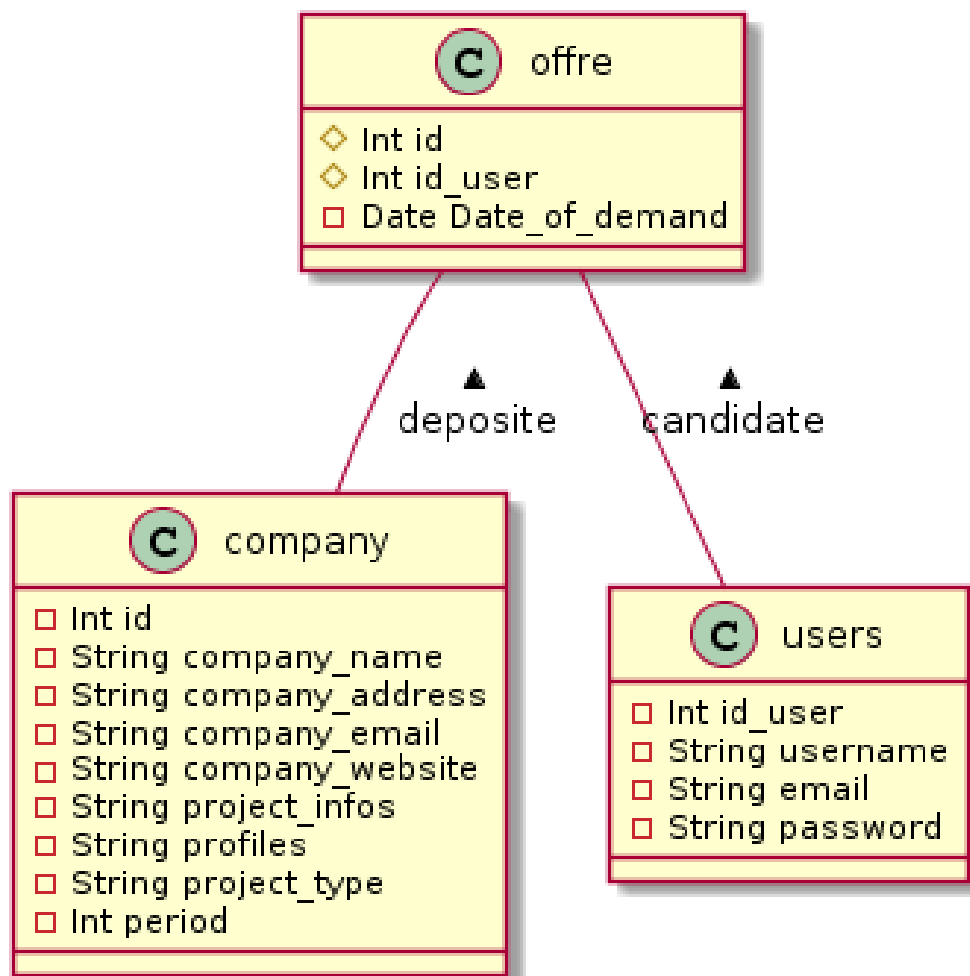 C offre
Int id
Int id_user
Date Date_of_demand
▲ ▲
deposite candidate
C company
Int id
String company_name
String company_address
String company_email
String company_website
String project_infos
String profiles
String project_type
Int period
C users
Int id_user
String username
String email
String password